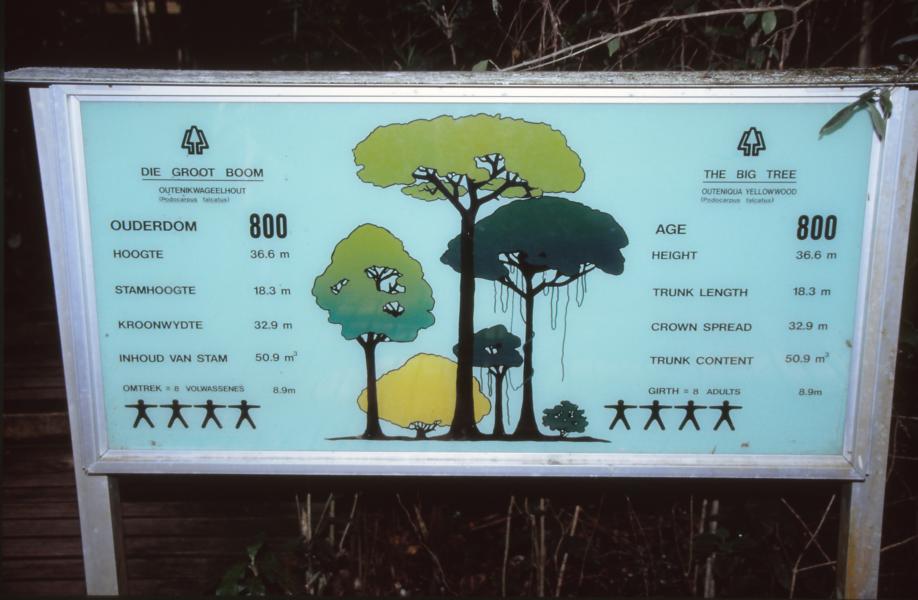 DIE GROOT BOOM
OUTENIKWAGEELHOUT
(Podocarpus falcatus)
OUDERDOM 800
HOOGTE 36.6 m
STAMHOOGTE 18.3 m
KROONWYDTE 32.9 m
INHOUD VAN STAM 50.9 m³
OMTREK = 8 VOLWASSENES 8.9m
THE BIG TREE
OUTENIQUA YELLOWWOOD
(Podocarpus falcatus)
AGE 800
HEIGHT 36.6 m
TRUNK LENGTH 18.3 m
CROWN SPREAD 32.9 m
TRUNK CONTENT 50.9 m³
GIRTH = 8 ADULTS 8.9m